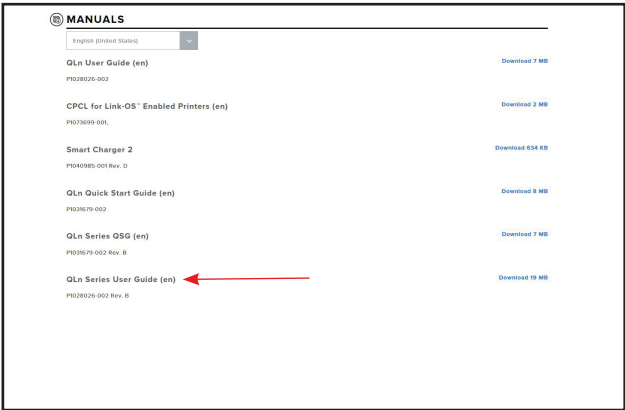 MANUALS
English (United States)
QLn User Guide (en)
Download 7 MB
P1028026-002
CPCL for Link-OS™ Enabled Printers (en)
Download 2 MB
P1073699-001,
Smart Charger 2
Download 634 KB
P1040985-001 Rev. D
QLn Quick Start Guide (en)
Download 8 MB
P1031679-002
QLn Series QSG (en)
Download 7 MB
P1031679-002 Rev. B
QLn Series User Guide (en)
Download 19 MB
P1028026-002 Rev. B